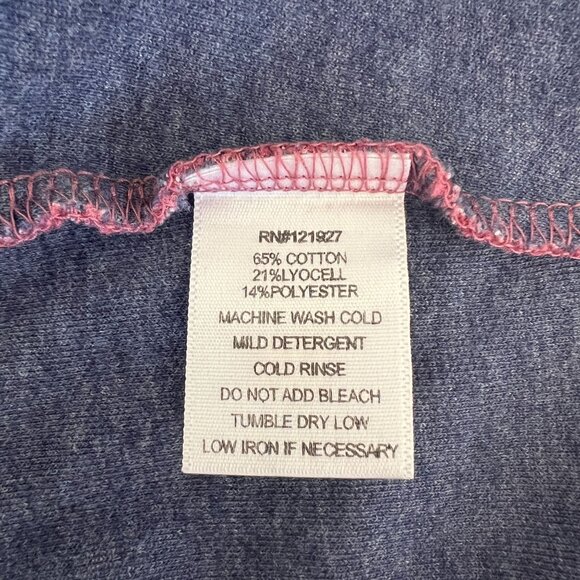 RN#121927
65% COTTON
21%LYOCELL
14%POLYESTER
MACHINE WASH COLD
MILD DETERGENT
COLD RINSE
DO NOT ADD BLEACH
TUMBLE DRY LOW
LOW IRON IF NECESSARY